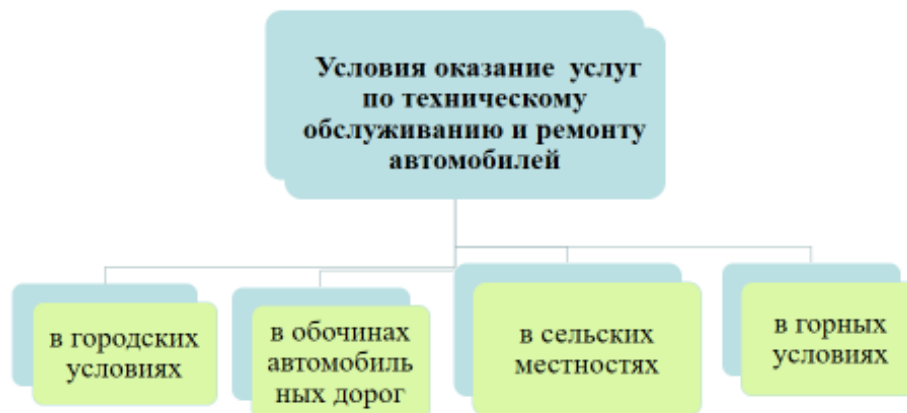 Условия оказание услуг
по техническому
обслуживанию и ремонту
автомобилей
в городских
условиях
в обочинах
автомобиль
ных дорог
в сельских
местностях
в горных
условиях